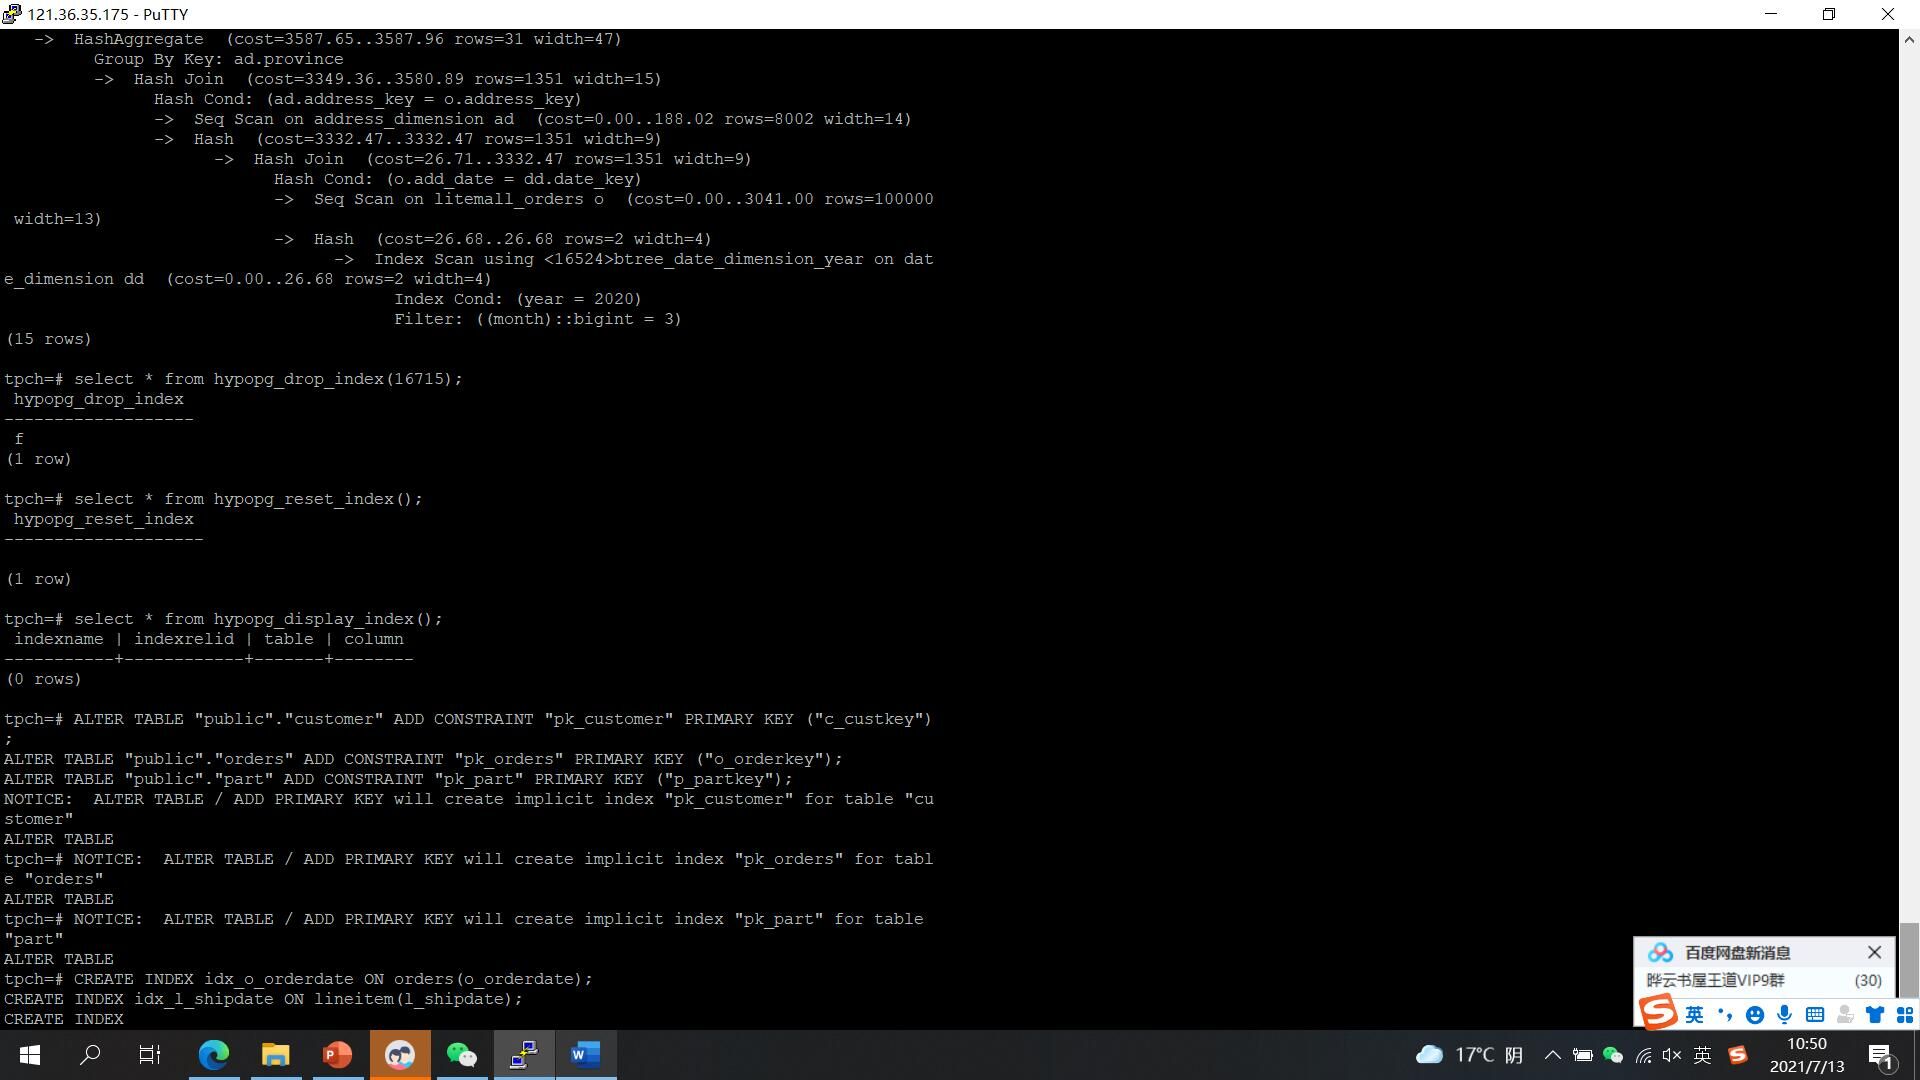 121.36.35.175 - PuTTY
->  HashAggregate  (cost=3587.65..3587.96 rows=31 width=47)
Group By Key: ad.province
->  Hash Join  (cost=3349.36..3580.89 rows=1351 width=15)
Hash Cond: (ad.address_key = o.address_key)
->  Seq Scan on address_dimension ad  (cost=0.00..188.02 rows=8002 width=14)
->  Hash  (cost=3332.47..3332.47 rows=1351 width=9)
->  Hash Join  (cost=26.71..3332.47 rows=1351 width=9)
Hash Cond: (o.add_date = dd.date_key)
->  Seq Scan on litemall_orders o  (cost=0.00..3041.00 rows=100000
width=13)
->  Hash  (cost=26.68..26.68 rows=2 width=4)
->  Index Scan using <16524>btree_date_dimension_year on dat
e_dimension dd  (cost=0.00..26.68 rows=2 width=4)
Index Cond: (year = 2020)
Filter: ((month)::bigint = 3)
(15 rows)
tpch=# select * from hypopg_drop_index(16715);
hypopg_drop_index
-------------------
f
(1 row)
tpch=# select * from hypopg_reset_index();
hypopg_reset_index
--------------------
(1 row)
tpch=# select * from hypopg_display_index();
indexname | indexrelid | table | column
-----------+------------+-------+--------
(0 rows)
tpch=# ALTER TABLE "public"."customer" ADD CONSTRAINT "pk_customer" PRIMARY KEY ("c_custkey")
;
ALTER TABLE "public"."orders" ADD CONSTRAINT "pk_orders" PRIMARY KEY ("o_orderkey");
ALTER TABLE "public"."part" ADD CONSTRAINT "pk_part" PRIMARY KEY ("p_partkey");
NOTICE:  ALTER TABLE / ADD PRIMARY KEY will create implicit index "pk_customer" for table "cu
stomer"
ALTER TABLE
tpch=# NOTICE:  ALTER TABLE / ADD PRIMARY KEY will create implicit index "pk_orders" for tabl
e "orders"
ALTER TABLE
tpch=# NOTICE:  ALTER TABLE / ADD PRIMARY KEY will create implicit index "pk_part" for table
"part"
ALTER TABLE
tpch=# CREATE INDEX idx_o_orderdate ON orders(o_orderdate);
CREATE INDEX idx_l_shipdate ON lineitem(l_shipdate);
CREATE INDEX
百度网盘新消息
晔云书屋王道VIP9群 (30)
英
17°C 阴
英
10:50
2021/7/13
1